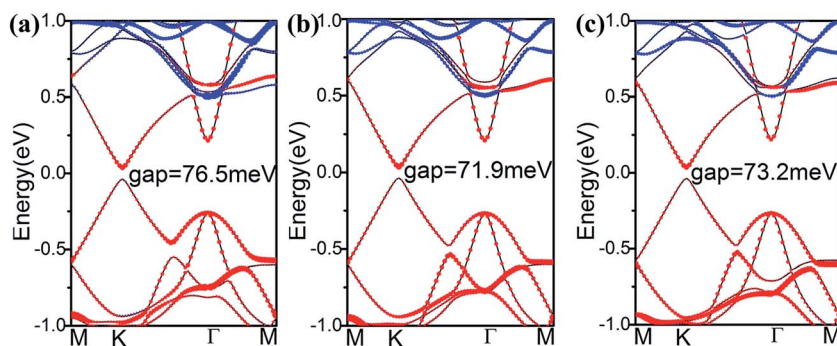 (a)
Energy(eV)
1.0
0.5
0.0
-0.5
-1.0
gap=76.5meV
M K Γ M
(b)
Energy(eV)
1.0
0.5
0.0
-0.5
-1.0
gap=71.9meV
M K Γ M
(c)
Energy(eV)
1.0
0.5
0.0
-0.5
-1.0
gap=73.2meV
M K Γ M